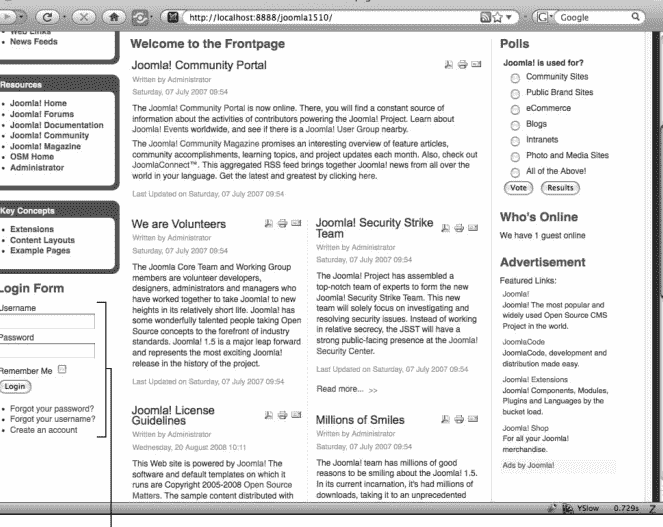 http://localhost:8888/joomla1510/
Google
Web Links
News Feeds
Resources
Joomla! Home
Joomla! Forums
Joomla! Documentation
Joomla! Community
Joomla! Magazine
OSM Home
Administrator
Key Concepts
Extensions
Content Layouts
Example Pages
Login Form
Username
Password
Remember Me
Login
Forgot your password?
Forgot your username?
Create an account
Welcome to the Frontpage
Joomla! Community Portal
Written by Administrator
Saturday, 07 July 2007 09:54
The Joomla! Community Portal is now online. There, you will find a constant source of
information about the activities of contributors powering the Joomla! Project. Learn about
Joomla! Events worldwide, and see if there is a Joomla! User Group nearby.
The Joomla! Community Magazine promises an interesting overview of feature articles,
community accomplishments, learning topics, and project updates each month. Also, check out
JoomlaConnect™. This aggregated RSS feed brings together Joomla! news from all over the
world in your language. Get the latest and greatest by clicking here.
Last Updated on Saturday, 07 July 2007 09:54
We are Volunteers
Written by Administrator
Saturday, 07 July 2007 09:54
The Joomla Core Team and Working Group
members are volunteer developers,
designers, administrators and managers who
have worked together to take Joomla! to new
heights in its relatively short life. Joomla! has
some wonderfully talented people taking Open
Source concepts to the forefront of industry
standards. Joomla! 1.5 is a major leap forward
and represents the most exciting Joomla!
release in the history of the project.
Last Updated on Saturday, 07 July 2007 09:54
Joomla! License
Guidelines
Written by Administrator
Wednesday, 20 August 2008 10:11
This Web site is powered by Joomla! The
software and default templates on which it
runs are Copyright 2005-2008 Open Source
Matters. The sample content distributed with
Joomla! Security Strike
Team
Written by Administrator
Saturday, 07 July 2007 09:54
The Joomla! Project has assembled a
top-notch team of experts to form the new
Joomla! Security Strike Team. This new
team will solely focus on investigating and
resolving security issues. Instead of working
in relative secrecy, the JSST will have a
strong public-facing presence at the Joomla!
Security Center.
Last Updated on Saturday, 07 July 2007 09:54
Read more... >>
Millions of Smiles
Written by Administrator
Saturday, 07 July 2007 09:54
The Joomla! team has millions of good
reasons to be smiling about the Joomla! 1.5.
In its current incarnation, it's had millions of
downloads, taking it to an unprecedented
Polls
Joomla! is used for?
Community Sites
Public Brand Sites
eCommerce
Blogs
Intranets
Photo and Media Sites
All of the Above!
Vote Results
Who's Online
We have 1 guest online
Advertisement
Featured Links:
Joomla!
Joomla! The most popular and
widely used Open Source CMS
Project in the world.
JoomlaCode
JoomlaCode, development and
distribution made easy.
Joomla! Extensions
Joomla! Components, Modules,
Plugins and Languages by the
bucket load.
Joomla! Shop
For all your Joomla!
merchandise.
Ads by Joomla!
YSlow 0.729s